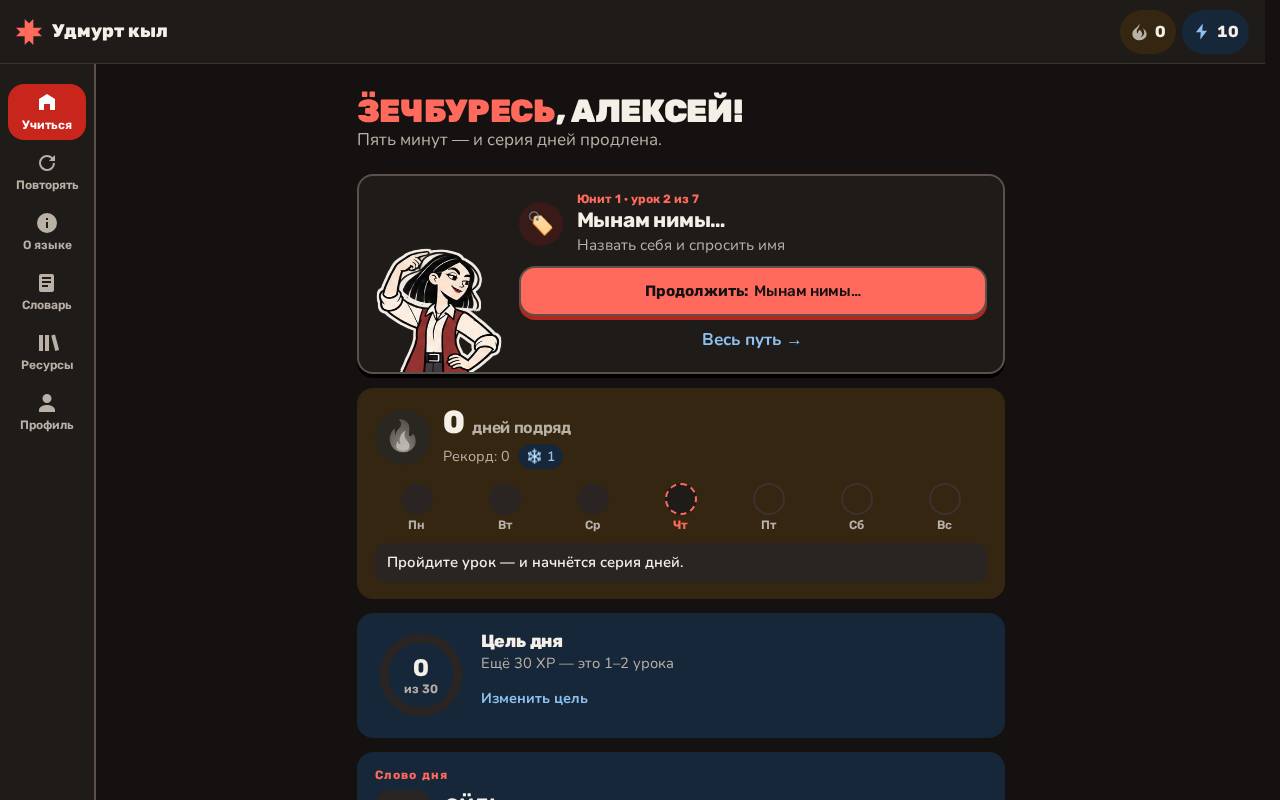 Удмурт кыл
0
10
Учиться
Повторять
О языке
Словарь
Ресурсы
Профиль
ӞЕЧБУРЕСЬ, АЛЕКСЕЙ!
Пять минут — и серия дней продлена.
Юнит 1 · урок 2 из 7
Мынам нимы…
Назвать себя и спросить имя
Продолжить: Мынам нимы…
Весь путь →
0 дней подряд
Рекорд: 0 1
Пн Вт Ср Чт Пт Сб Вс
Пройдите урок — и начнётся серия дней.
0
из 30
Цель дня
Ещё 30 XP — это 1–2 урока
Изменить цель
Слово дня